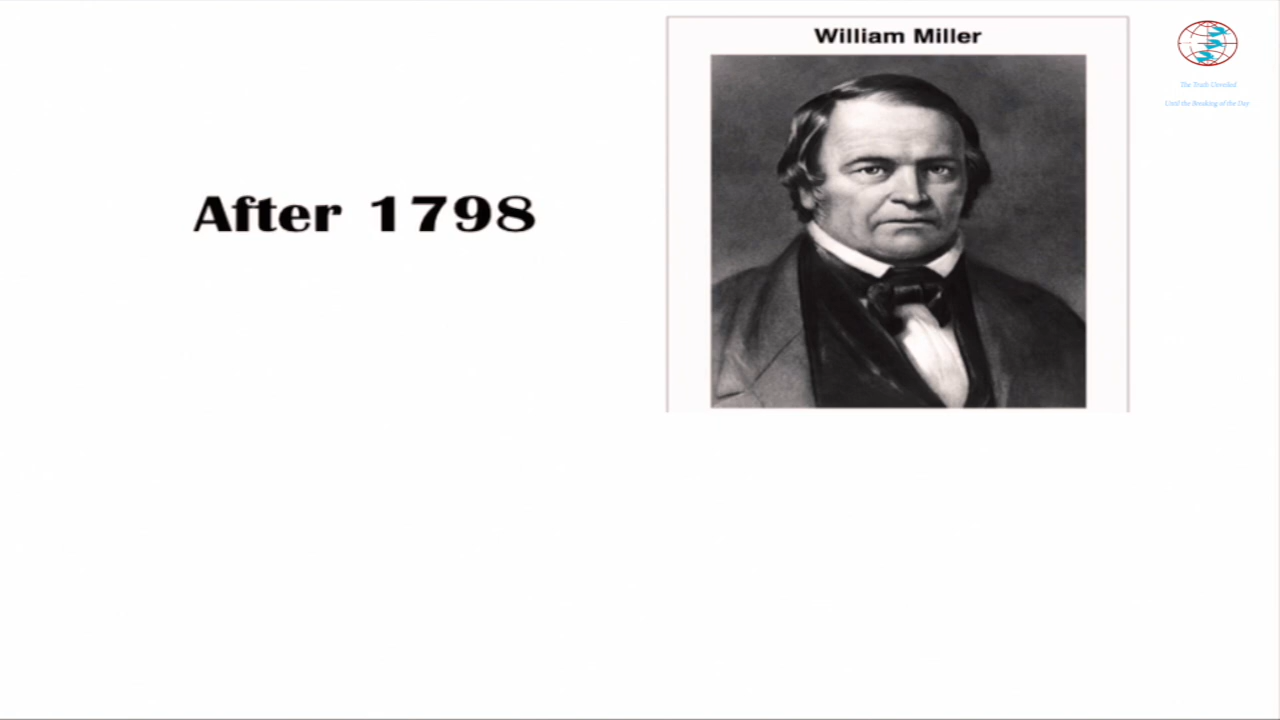 William Miller
The Truth Unveiled
Until the Breaking of the Day
After 1798